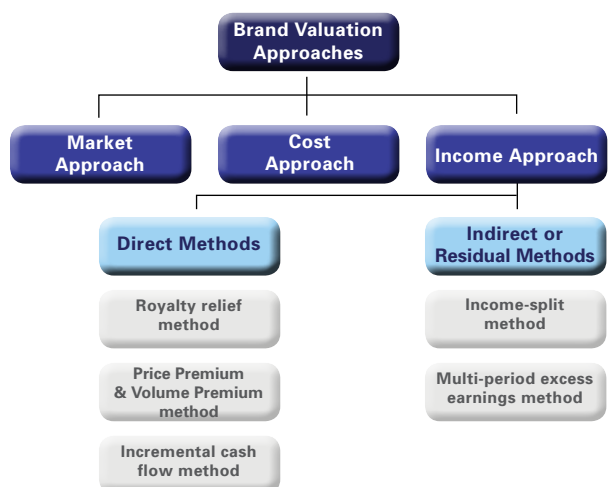 Brand Valuation
Approaches
Market
Approach
Cost
Approach
Income Approach
Direct Methods
Indirect or
Residual Methods
Royalty relief
method
Income-split
method
Price Premium
& Volume Premium
method
Multi-period excess
earnings method
Incremental cash
flow method